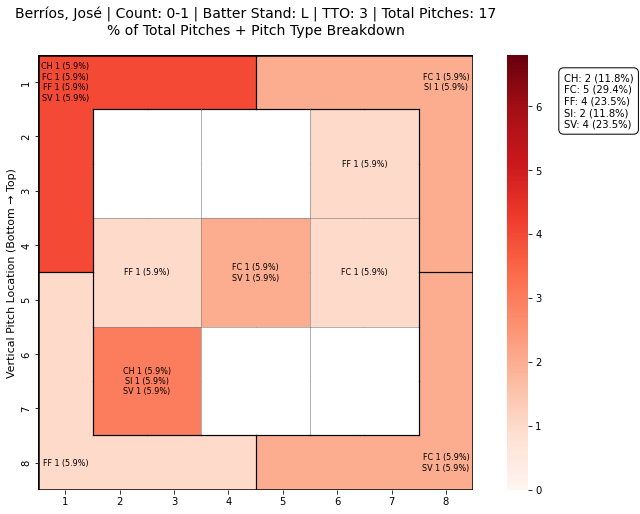 Berríos, José | Count: 0-1 | Batter Stand: L | TTO: 3 | Total Pitches: 17
% of Total Pitches + Pitch Type Breakdown
CH 1 (5.9%)
FC 1 (5.9%)
FF 1 (5.9%)
SV 1 (5.9%)
FC 1 (5.9%)
SI 1 (5.9%)
FF 1 (5.9%)
FF 1 (5.9%)
FC 1 (5.9%)
SV 1 (5.9%)
FC 1 (5.9%)
CH 1 (5.9%)
SI 1 (5.9%)
SV 1 (5.9%)
FF 1 (5.9%)
FC 1 (5.9%)
SV 1 (5.9%)
Vertical Pitch Location (Bottom → Top)
1
2
3
4
5
6
7
8
1
2
3
4
5
6
7
8
6
5
4
3
2
1
0
CH: 2 (11.8%)
FC: 5 (29.4%)
FF: 4 (23.5%)
SI: 2 (11.8%)
SV: 4 (23.5%)